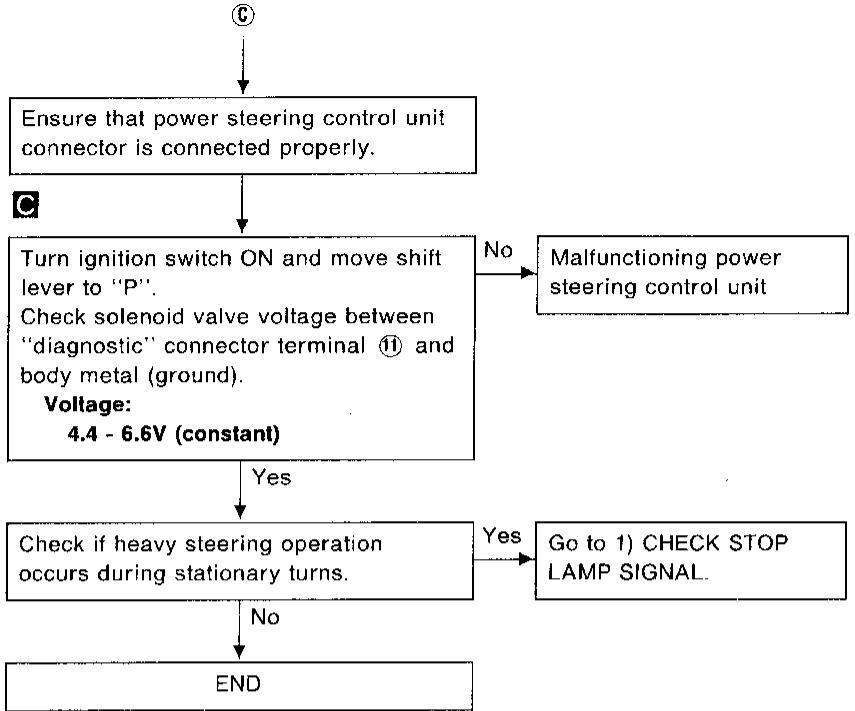 Ⓒ
Ensure that power steering control unit
connector is connected properly.
C
Turn ignition switch ON and move shift
lever to "P".
Check solenoid valve voltage between
"diagnostic" connector terminal ⑪ and
body metal (ground).
Voltage:
4.4 - 6.6V (constant)
No
Malfunctioning power
steering control unit
Yes
Check if heavy steering operation
occurs during stationary turns.
Yes
Go to 1) CHECK STOP
LAMP SIGNAL.
No
END